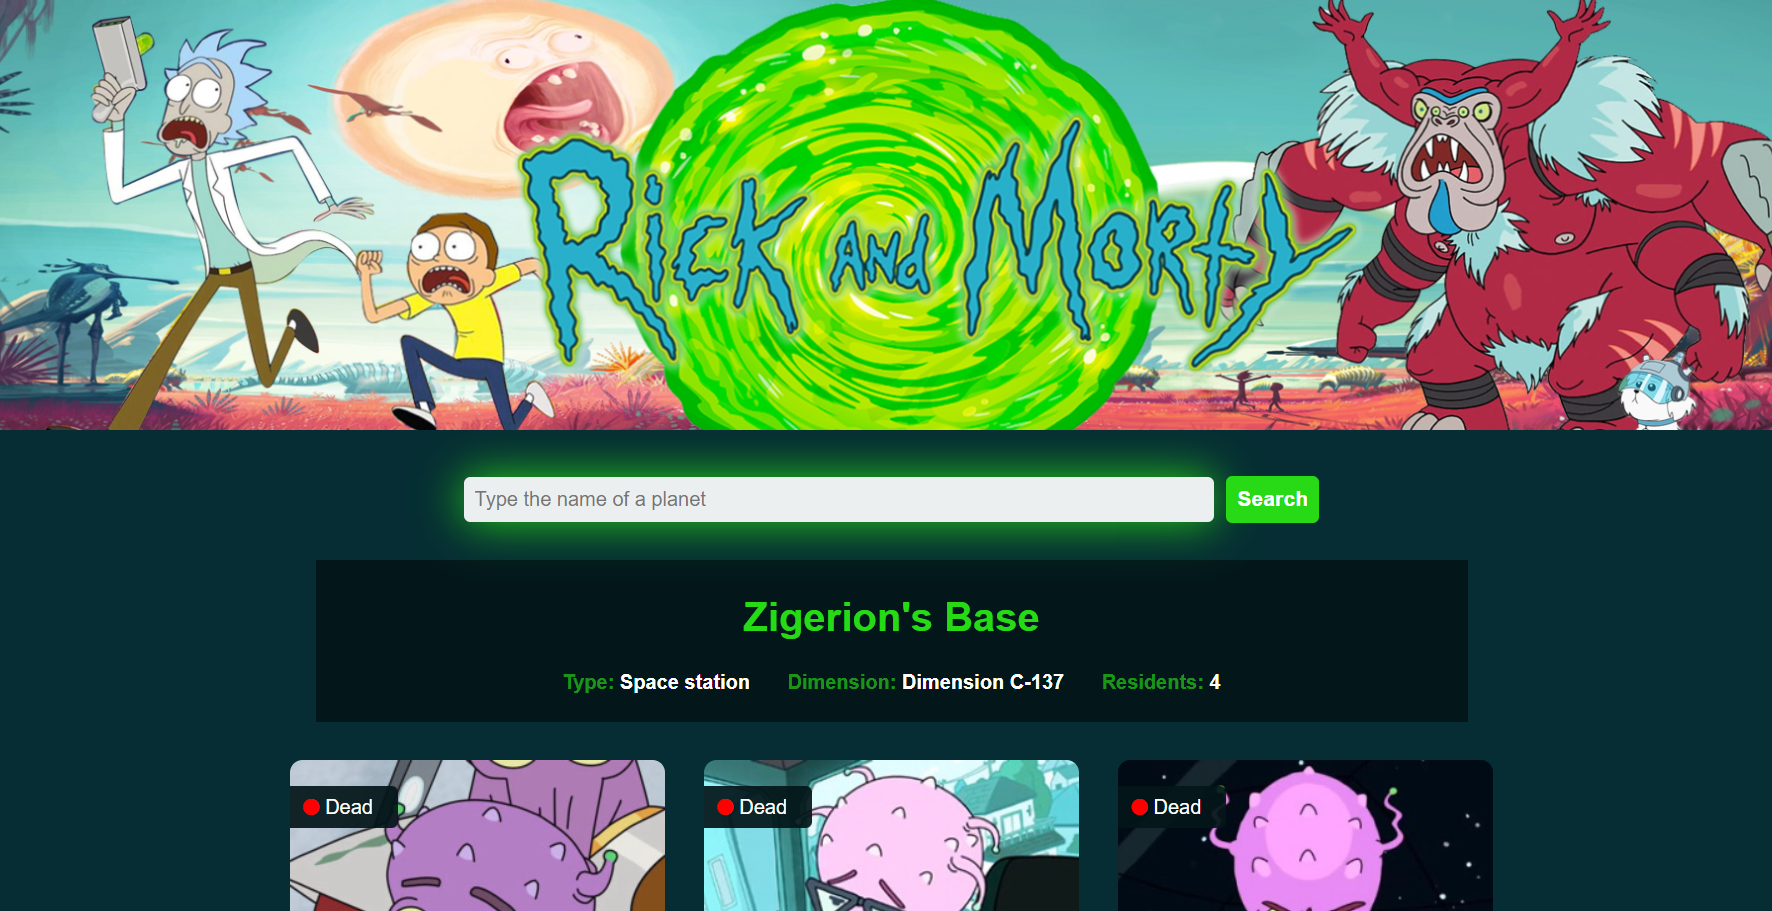 Rick and Morty
Type the name of a planet
Search
Zigerion's Base
Type: Space station Dimension: Dimension C-137 Residents: 4
Dead
Dead
Dead